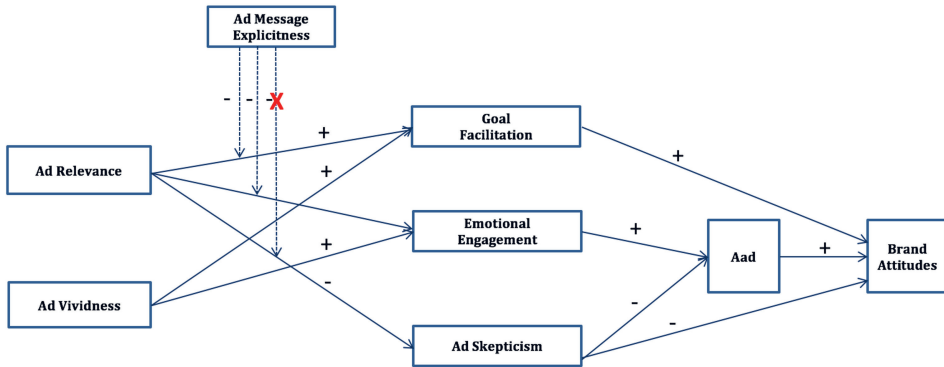 Ad Message
Explicitness
- - - X
Goal
Facilitation
+
+
+
Ad Relevance
Emotional
Engagement
+
+
Aad
+
Brand
Attitudes
Ad Vividness
-
-
-
Ad Skepticism